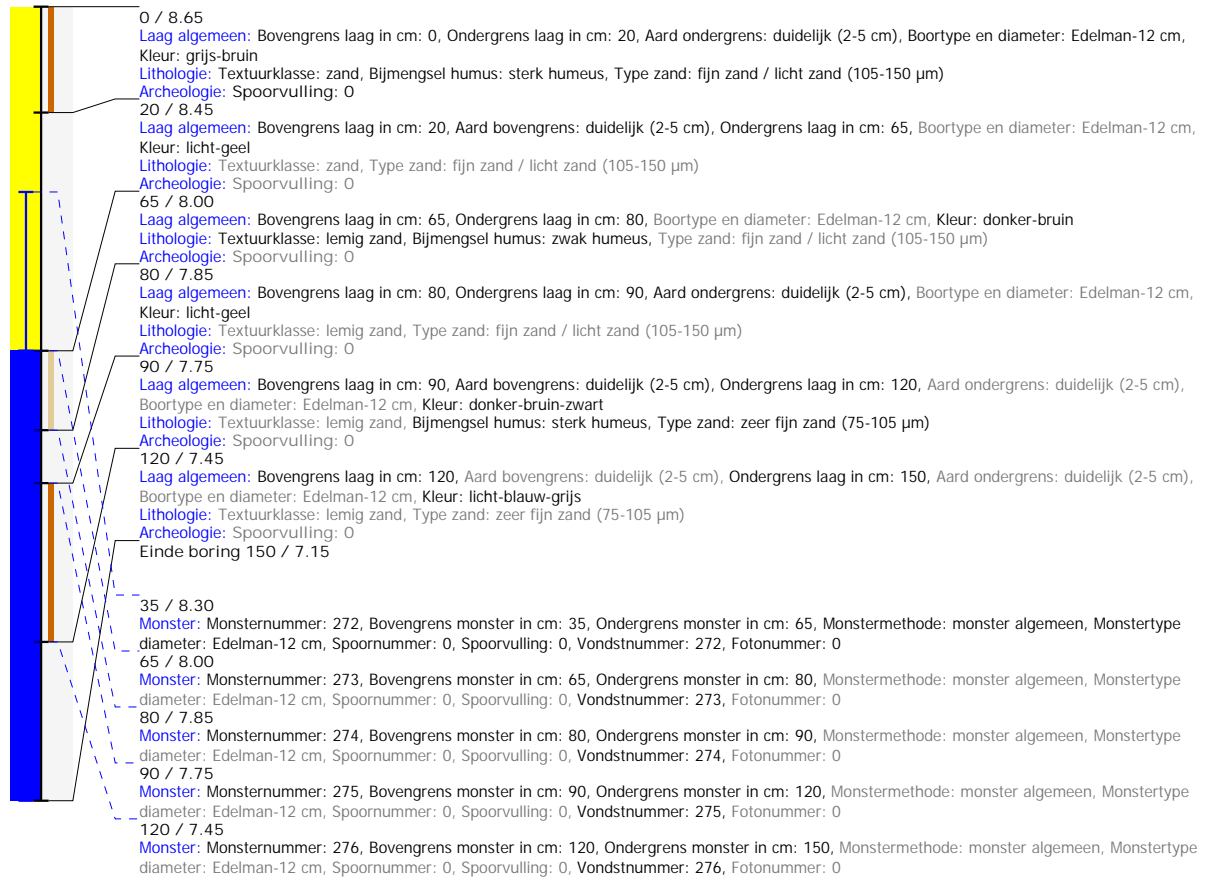 0 / 8.65
Laag algemeen: Bovengrens laag in cm: 0, Ondergrens laag in cm: 20, Aard ondergrens: duidelijk (2-5 cm), Boortype en diameter: Edelman-12 cm,
Kleur: grijs-bruin
Lithologie: Textuurklasse: zand, Bijmengsel humus: sterk humeus, Type zand: fijn zand / licht zand (105-150 µm)
Archeologie: Spoorvulling: 0
20 / 8.45
Laag algemeen: Bovengrens laag in cm: 20, Aard bovengrens: duidelijk (2-5 cm), Ondergrens laag in cm: 65, Boortype en diameter: Edelman-12 cm,
Kleur: licht-geel
Lithologie: Textuurklasse: zand, Type zand: fijn zand / licht zand (105-150 µm)
Archeologie: Spoorvulling: 0
65 / 8.00
Laag algemeen: Bovengrens laag in cm: 65, Ondergrens laag in cm: 80, Boortype en diameter: Edelman-12 cm, Kleur: donker-bruin
Lithologie: Textuurklasse: lemig zand, Bijmengsel humus: zwak humeus, Type zand: fijn zand / licht zand (105-150 µm)
Archeologie: Spoorvulling: 0
80 / 7.85
Laag algemeen: Bovengrens laag in cm: 80, Ondergrens laag in cm: 90, Aard ondergrens: duidelijk (2-5 cm), Boortype en diameter: Edelman-12 cm,
Kleur: licht-geel
Lithologie: Textuurklasse: lemig zand, Type zand: fijn zand / licht zand (105-150 µm)
Archeologie: Spoorvulling: 0
90 / 7.75
Laag algemeen: Bovengrens laag in cm: 90, Aard bovengrens: duidelijk (2-5 cm), Ondergrens laag in cm: 120, Aard ondergrens: duidelijk (2-5 cm),
Boortype en diameter: Edelman-12 cm, Kleur: donker-bruin-zwart
Lithologie: Textuurklasse: lemig zand, Bijmengsel humus: sterk humeus, Type zand: zeer fijn zand (75-105 µm)
Archeologie: Spoorvulling: 0
120 / 7.45
Laag algemeen: Bovengrens laag in cm: 120, Aard bovengrens: duidelijk (2-5 cm), Ondergrens laag in cm: 150, Aard ondergrens: duidelijk (2-5 cm),
Boortype en diameter: Edelman-12 cm, Kleur: licht-blauw-grijs
Lithologie: Textuurklasse: lemig zand, Type zand: zeer fijn zand (75-105 µm)
Archeologie: Spoorvulling: 0
Einde boring 150 / 7.15
35 / 8.30
Monster: Monsternummer: 272, Bovengrens monster in cm: 35, Ondergrens monster in cm: 65, Monstermethode: monster algemeen, Monstertype
diameter: Edelman-12 cm, Spoornummer: 0, Spoorvulling: 0, Vondstnummer: 272, Fotonummer: 0
65 / 8.00
Monster: Monsternummer: 273, Bovengrens monster in cm: 65, Ondergrens monster in cm: 80, Monstermethode: monster algemeen, Monstertype
diameter: Edelman-12 cm, Spoornummer: 0, Spoorvulling: 0, Vondstnummer: 273, Fotonummer: 0
80 / 7.85
Monster: Monsternummer: 274, Bovengrens monster in cm: 80, Ondergrens monster in cm: 90, Monstermethode: monster algemeen, Monstertype
diameter: Edelman-12 cm, Spoornummer: 0, Spoorvulling: 0, Vondstnummer: 274, Fotonummer: 0
90 / 7.75
Monster: Monsternummer: 275, Bovengrens monster in cm: 90, Ondergrens monster in cm: 120, Monstermethode: monster algemeen, Monstertype
diameter: Edelman-12 cm, Spoornummer: 0, Spoorvulling: 0, Vondstnummer: 275, Fotonummer: 0
120 / 7.45
Monster: Monsternummer: 276, Bovengrens monster in cm: 120, Ondergrens monster in cm: 150, Monstermethode: monster algemeen, Monstertype
diameter: Edelman-12 cm, Spoornummer: 0, Spoorvulling: 0, Vondstnummer: 276, Fotonummer: 0